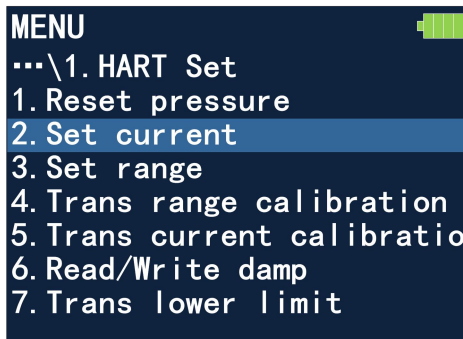 MENU
···\1.HART Set
1.Reset pressure
2.Set current
3.Set range
4.Trans range calibration
5.Trans current calibratio
6.Read/Write damp
7.Trans lower limit